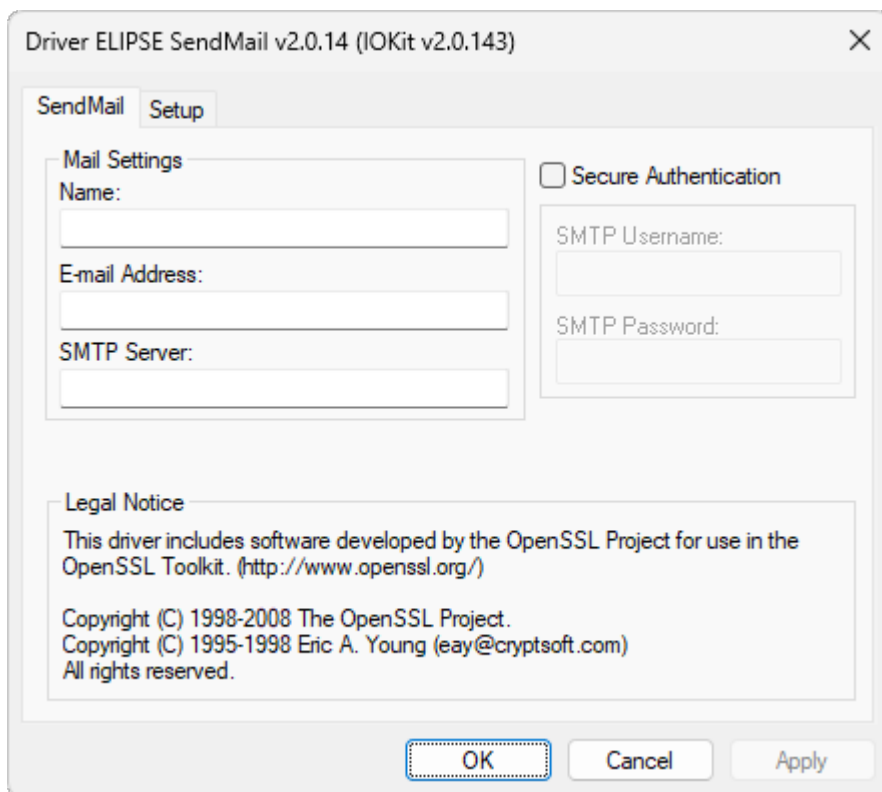 Driver ELIPSE SendMail v2.0.14 (IOKit v2.0.143)
SendMail
Setup
Mail Settings
Name:
E-mail Address:
SMTP Server:
Secure Authentication
SMTP Username:
SMTP Password:
Legal Notice
This driver includes software developed by the OpenSSL Project for use in the
OpenSSL Toolkit. (http://www.openssl.org/)
Copyright (C) 1998-2008 The OpenSSL Project.
Copyright (C) 1995-1998 Eric A. Young (eay@cryptsoft.com)
All rights reserved.
OK
Cancel
Apply